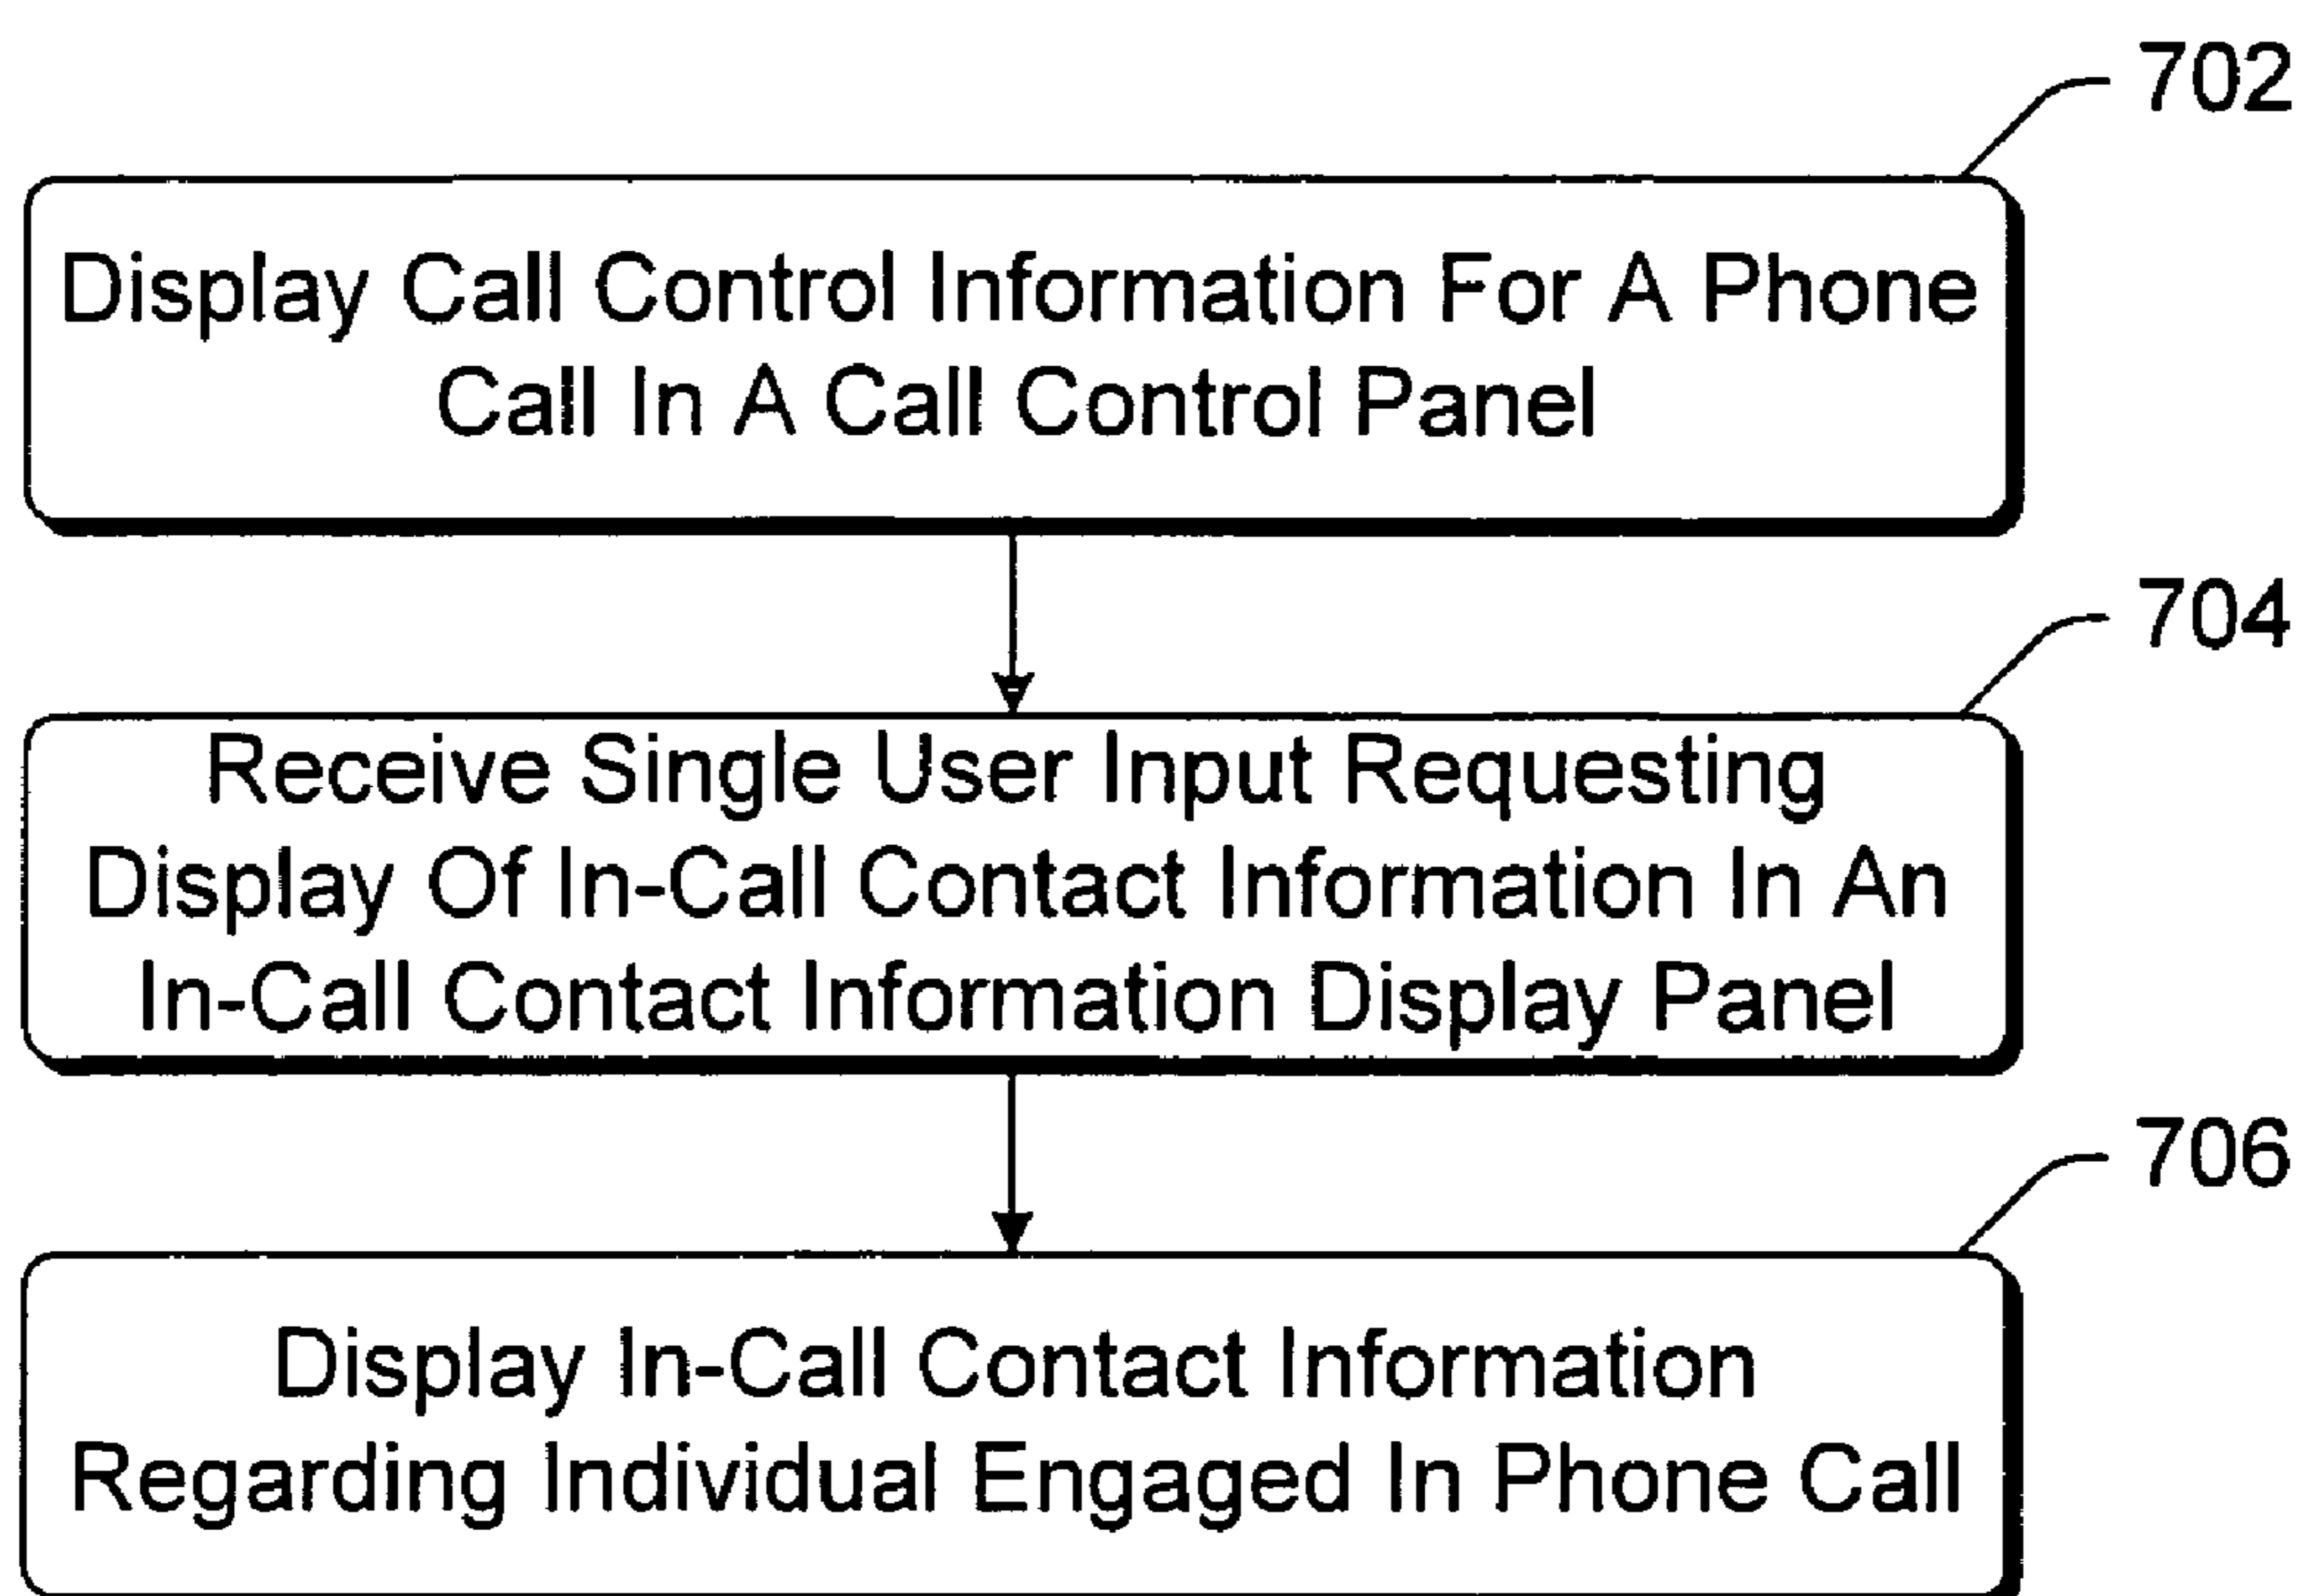 702
Display Call Control Information For A Phone
Call In A Call Control Panel
704
Receive Single User Input Requesting
Display Of In-Call Contact Information In An
In-Call Contact Information Display Panel
706
Display In-Call Contact Information
Regarding Individual Engaged In Phone Call